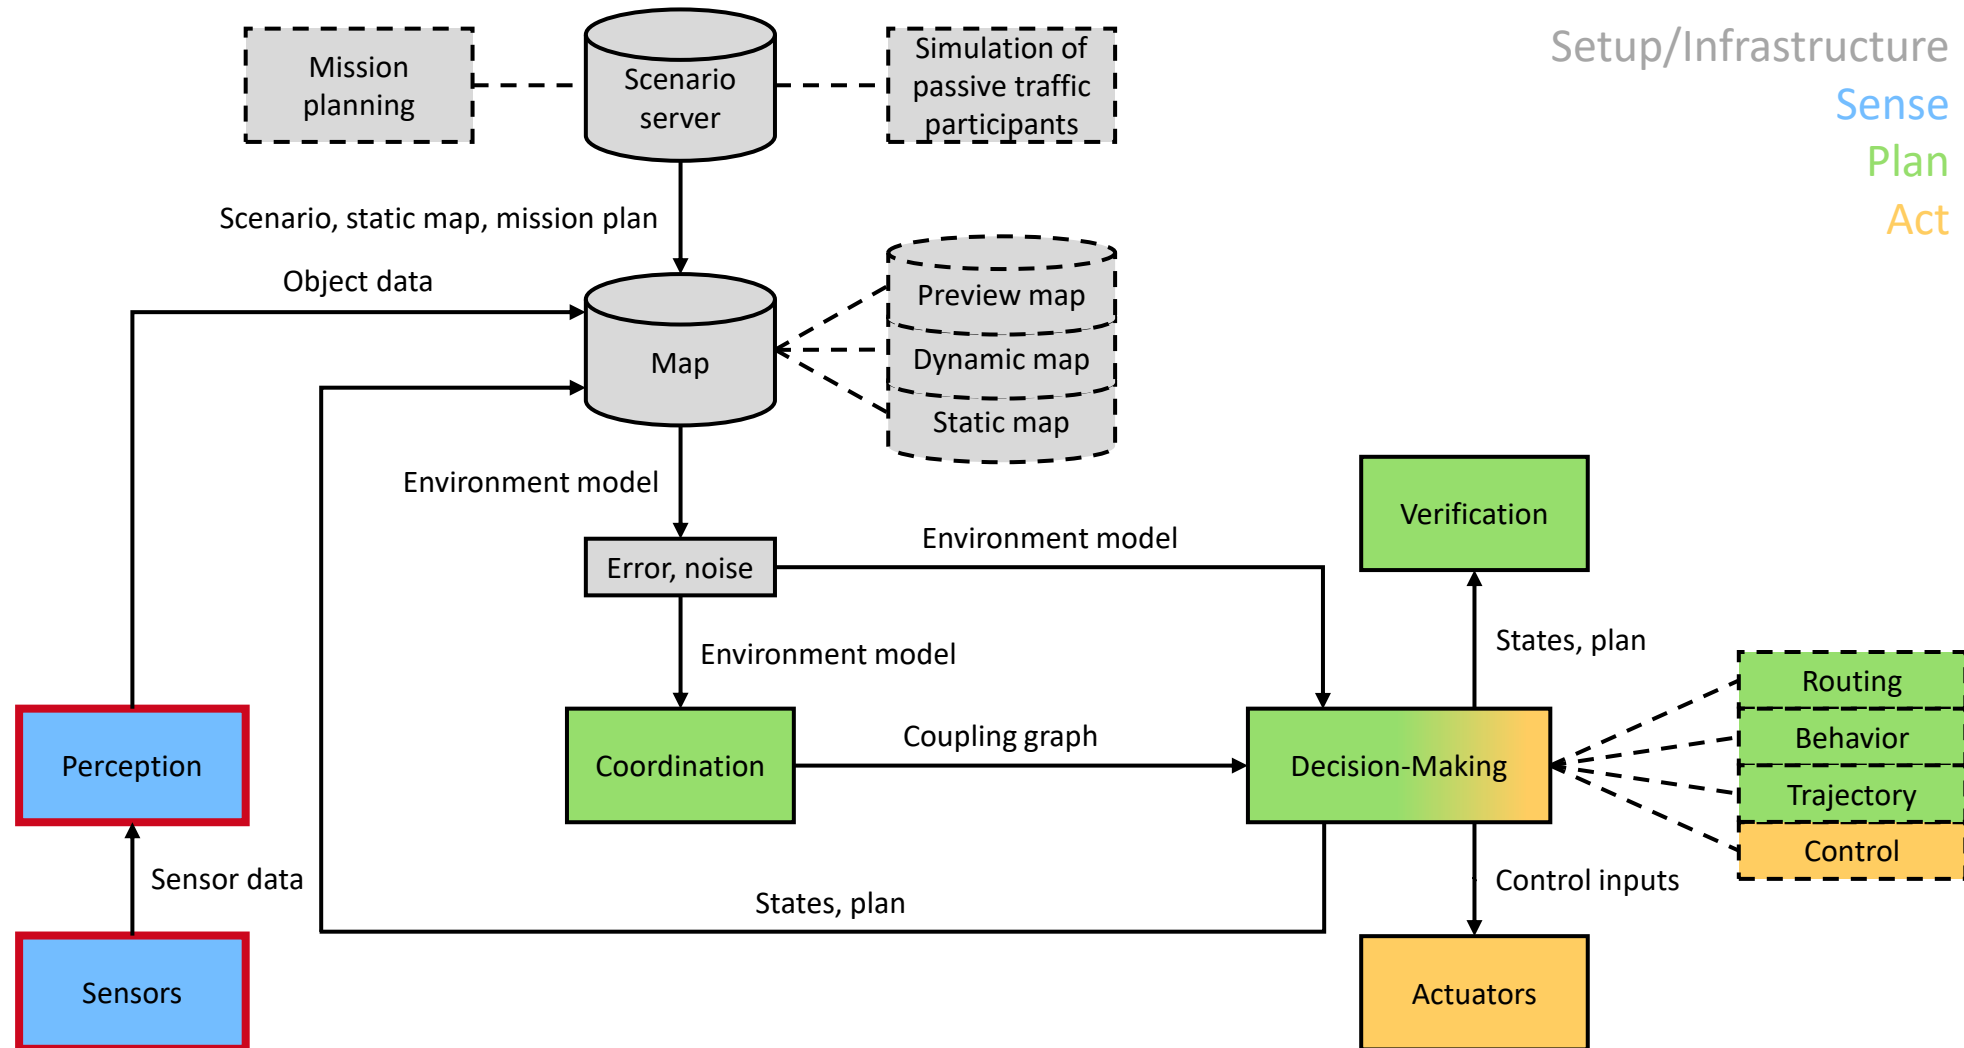 Setup/Infrastructure
Sense
Plan
Act
Mission
planning
Scenario
server
Simulation of
passive traffic
participants
Scenario, static map, mission plan
Object data
Map
Preview map
Dynamic map
Static map
Environment model
Error, noise
Environment model
Environment model
Verification
States, plan
Perception
Coordination
Coupling graph
Decision-Making
Routing
Behavior
Trajectory
Control
Sensor data
States, plan
Control inputs
Sensors
Actuators